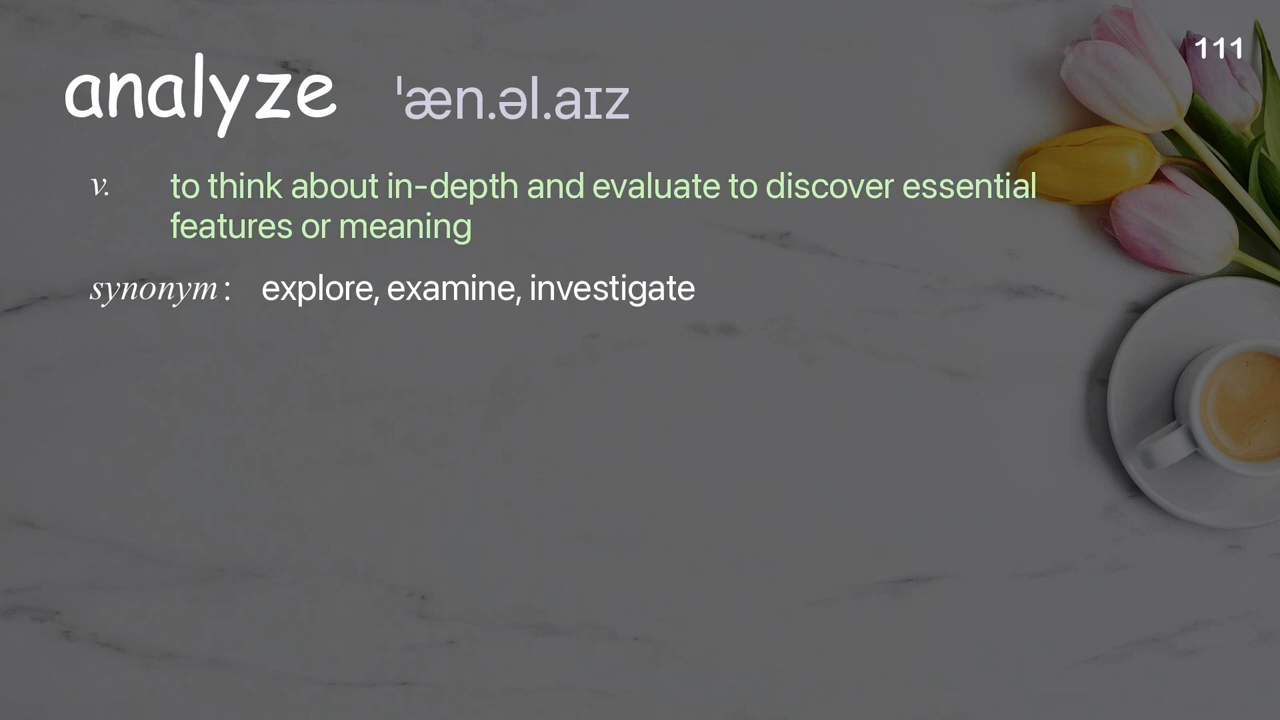 111
analyze ˈæn.əl.aɪz
v. to think about in-depth and evaluate to discover essential
features or meaning
synonym : explore, examine, investigate